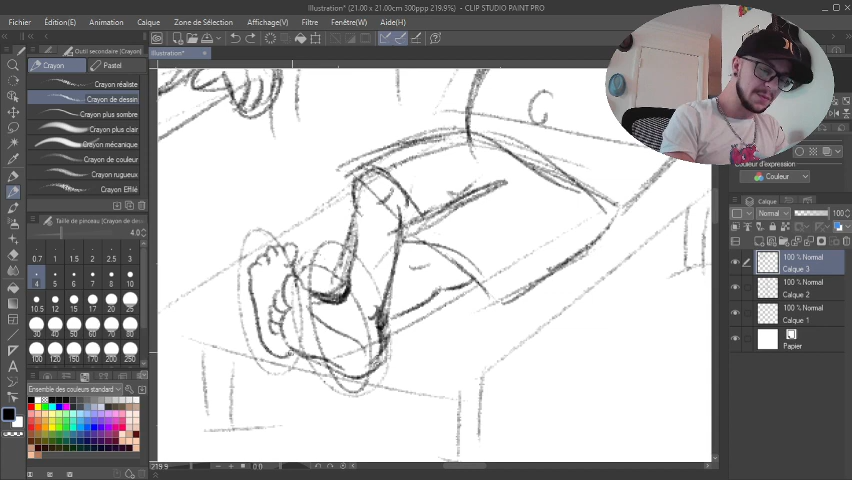 Illustration* (21.00 x 21.00cm 300ppp 219.9%) - CLIP STUDIO PAINT PRO
Fichier Édition(E) Animation Calque Zone de Sélection Affichage(V) Filtre Fenêtre(W) Aide(H)
Outil secondaire (Crayon)
Illustration*
Crayon Pastel
Crayon réaliste
Crayon de dessin
Crayon plus sombre
Crayon plus clair
Crayon mécanique
Crayon de couleur
Crayon rugueux
Crayon Effilé
Taille de pinceau [Crayon de des
4.0
0.7 1 1.5 2 2.5 3
4 5 6 7 8 10
10.5 12 15 17 20 25
30 40 50 60 70 80
100 120 150 170 200 250
Ensemble des couleurs standard
219.9
0.0
Couleur d'expression
Couleur
Calque
Normal 100
100 % Normal
Calque 3
100 % Normal
Calque 2
100 % Normal
Calque 1
Papier